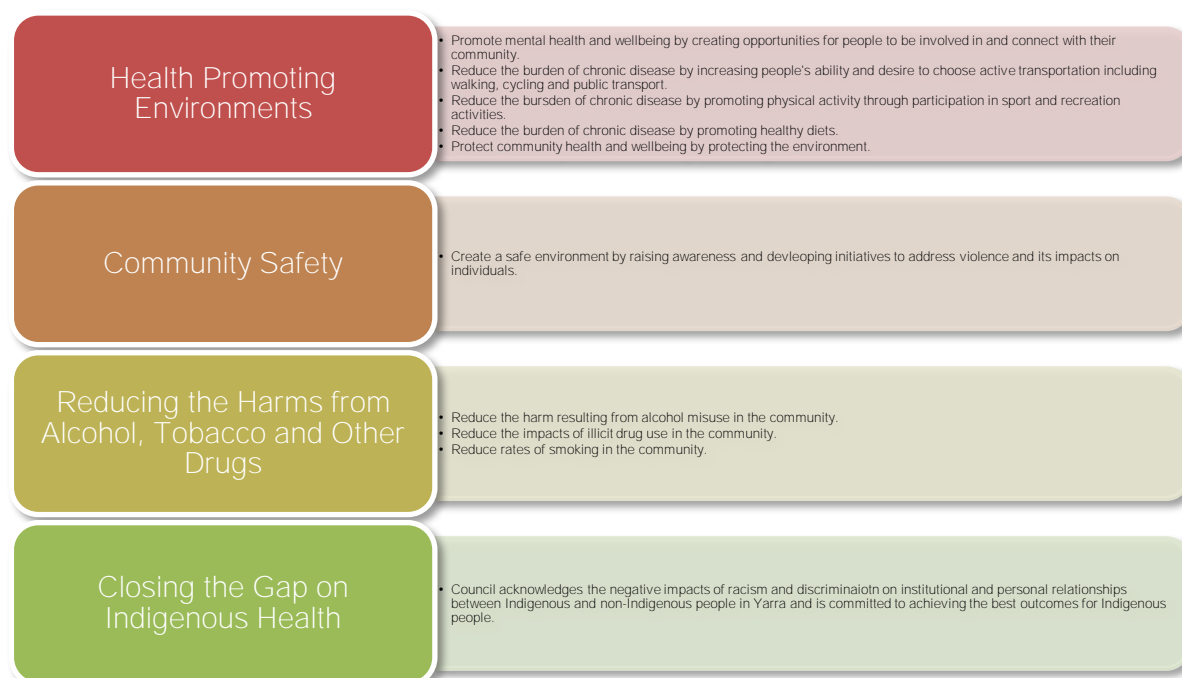 Health Promoting
Environments
• Promote mental health and wellbeing by creating opportunities for people to be involved in and connect with their
community.
• Reduce the burden of chronic disease by increasing people's ability and desire to choose active transportation including
walking, cycling and public transport.
• Reduce the bursden of chronic disease by promoting physical activity through participation in sport and recreation
activities.
• Reduce the burden of chronic disease by promoting healthy diets.
• Protect community health and wellbeing by protecting the environment.
Community Safety
• Create a safe environment by raising awareness and devleoping initiatives to address violence and its impacts on
individuals.
Reducing the Harms from
Alcohol, Tobacco and Other
Drugs
• Reduce the harm resulting from alcohol misuse in the community.
• Reduce the impacts of illicit drug use in the community.
• Reduce rates of smoking in the community.
Closing the Gap on
Indigenous Health
• Council acknowledges the negative impacts of racism and discriminaiotn on institutional and personal relationships
between Indigenous and non-Indigenous people in Yarra and is committed to achieving the best outcomes for Indigenous
people.